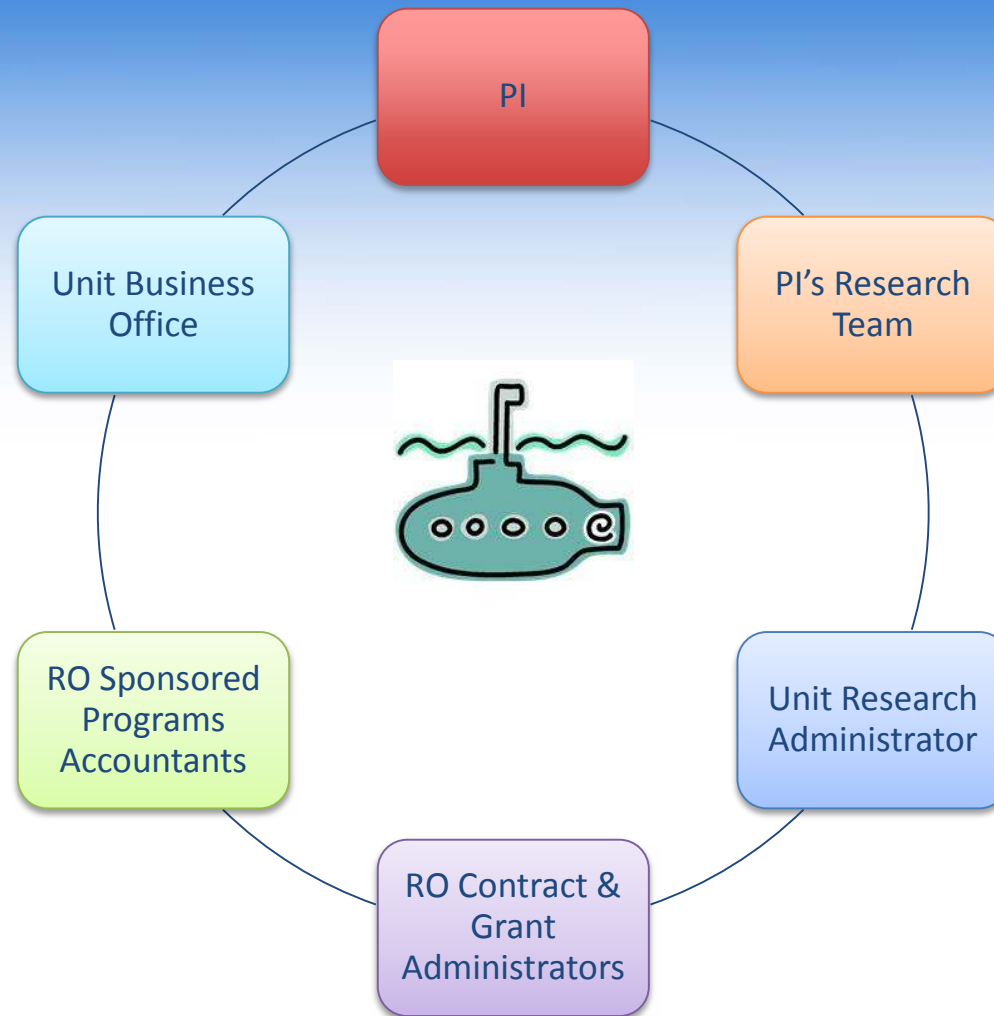 PI
Unit Business
Office
PI’s Research
Team
RO Sponsored
Programs
Accountants
Unit Research
Administrator
RO Contract &
Grant
Administrators